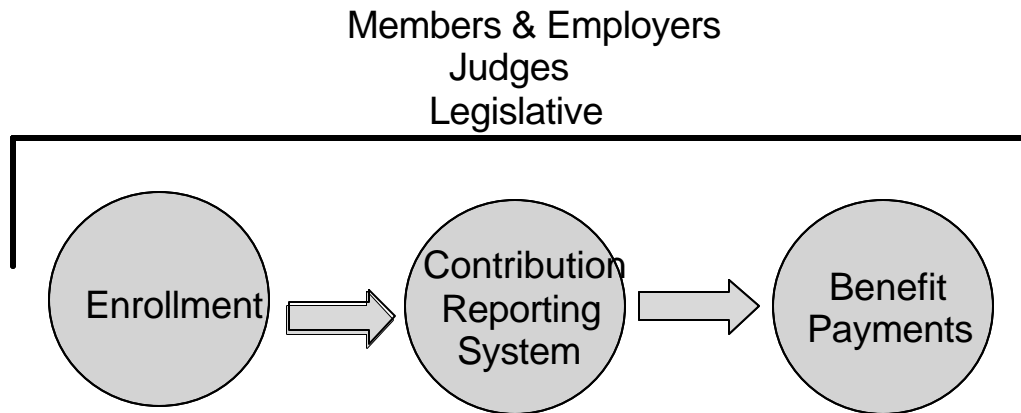 Members & Employers
Judges
Legislative
Enrollment
Contribution
Reporting
System
Benefit
Payments